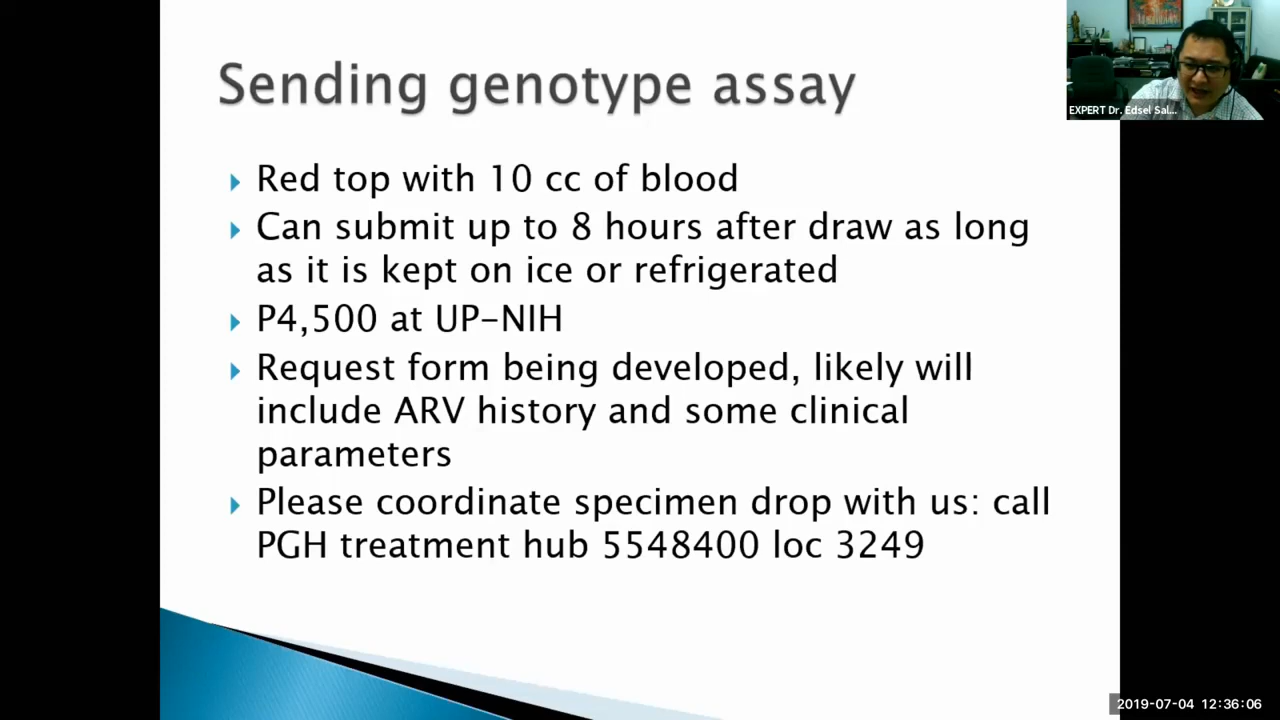 Sending genotype assay
EXPERT Dr. Edsel Sal...
Red top with 10 cc of blood
Can submit up to 8 hours after draw as long
as it is kept on ice or refrigerated
P4,500 at UP-NIH
Request form being developed, likely will
include ARV history and some clinical
parameters
Please coordinate specimen drop with us: call
PGH treatment hub 5548400 loc 3249
2019-07-04 12:36:06